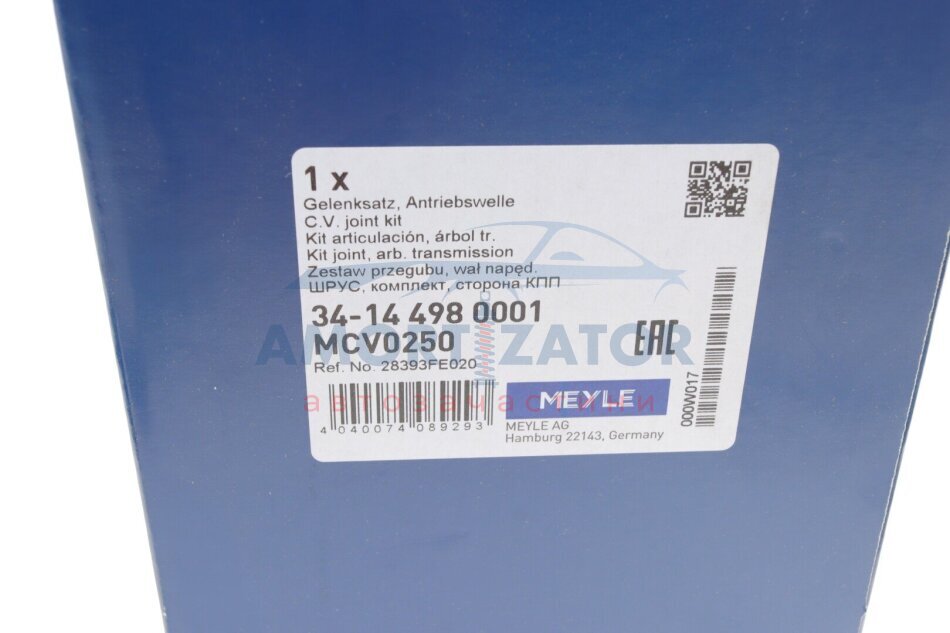 1 x
Gelenksatz, Antriebswelle
C.V. joint kit
Kit articulación, árbol tr.
Kit joint, arb. transmission
Zestaw przegubu, wał napęd.
ШРУС, комплект, сторона КПП
34-14 498 0001
MCV0250
Ref. No. 28393FE020
EAC
000W017
AMORTIZATOR
автозапчастини
4 040074 089293
MEYLE
MEYLE AG
Hamburg 22143, Germany